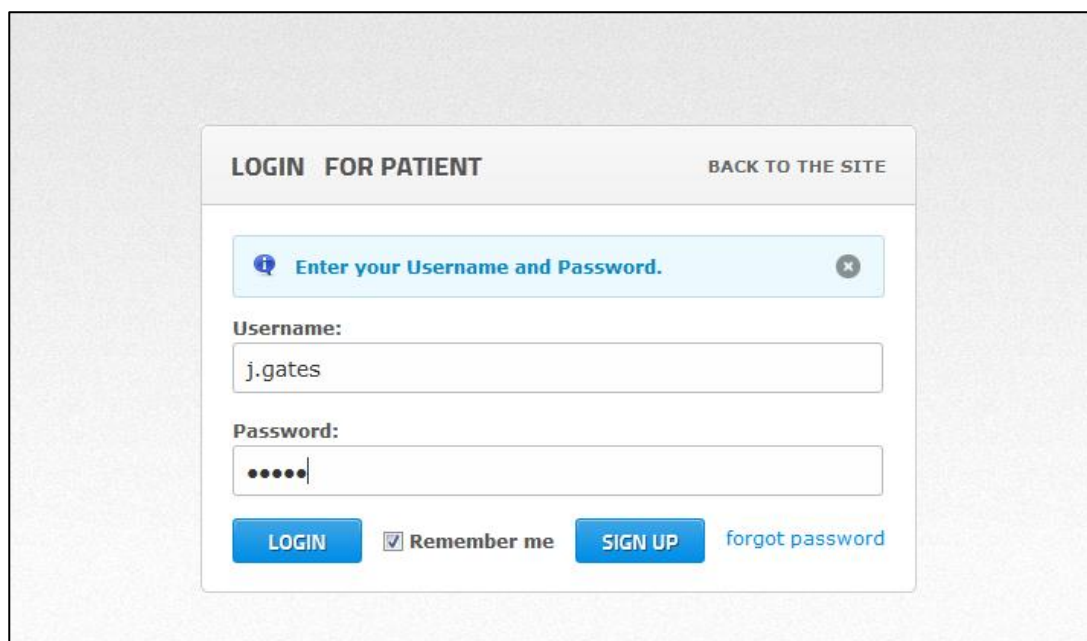 LOGIN FOR PATIENT
BACK TO THE SITE
Enter your Username and Password.
Username:
j.gates
Password:
•••••
LOGIN
Remember me
SIGN UP
forgot password